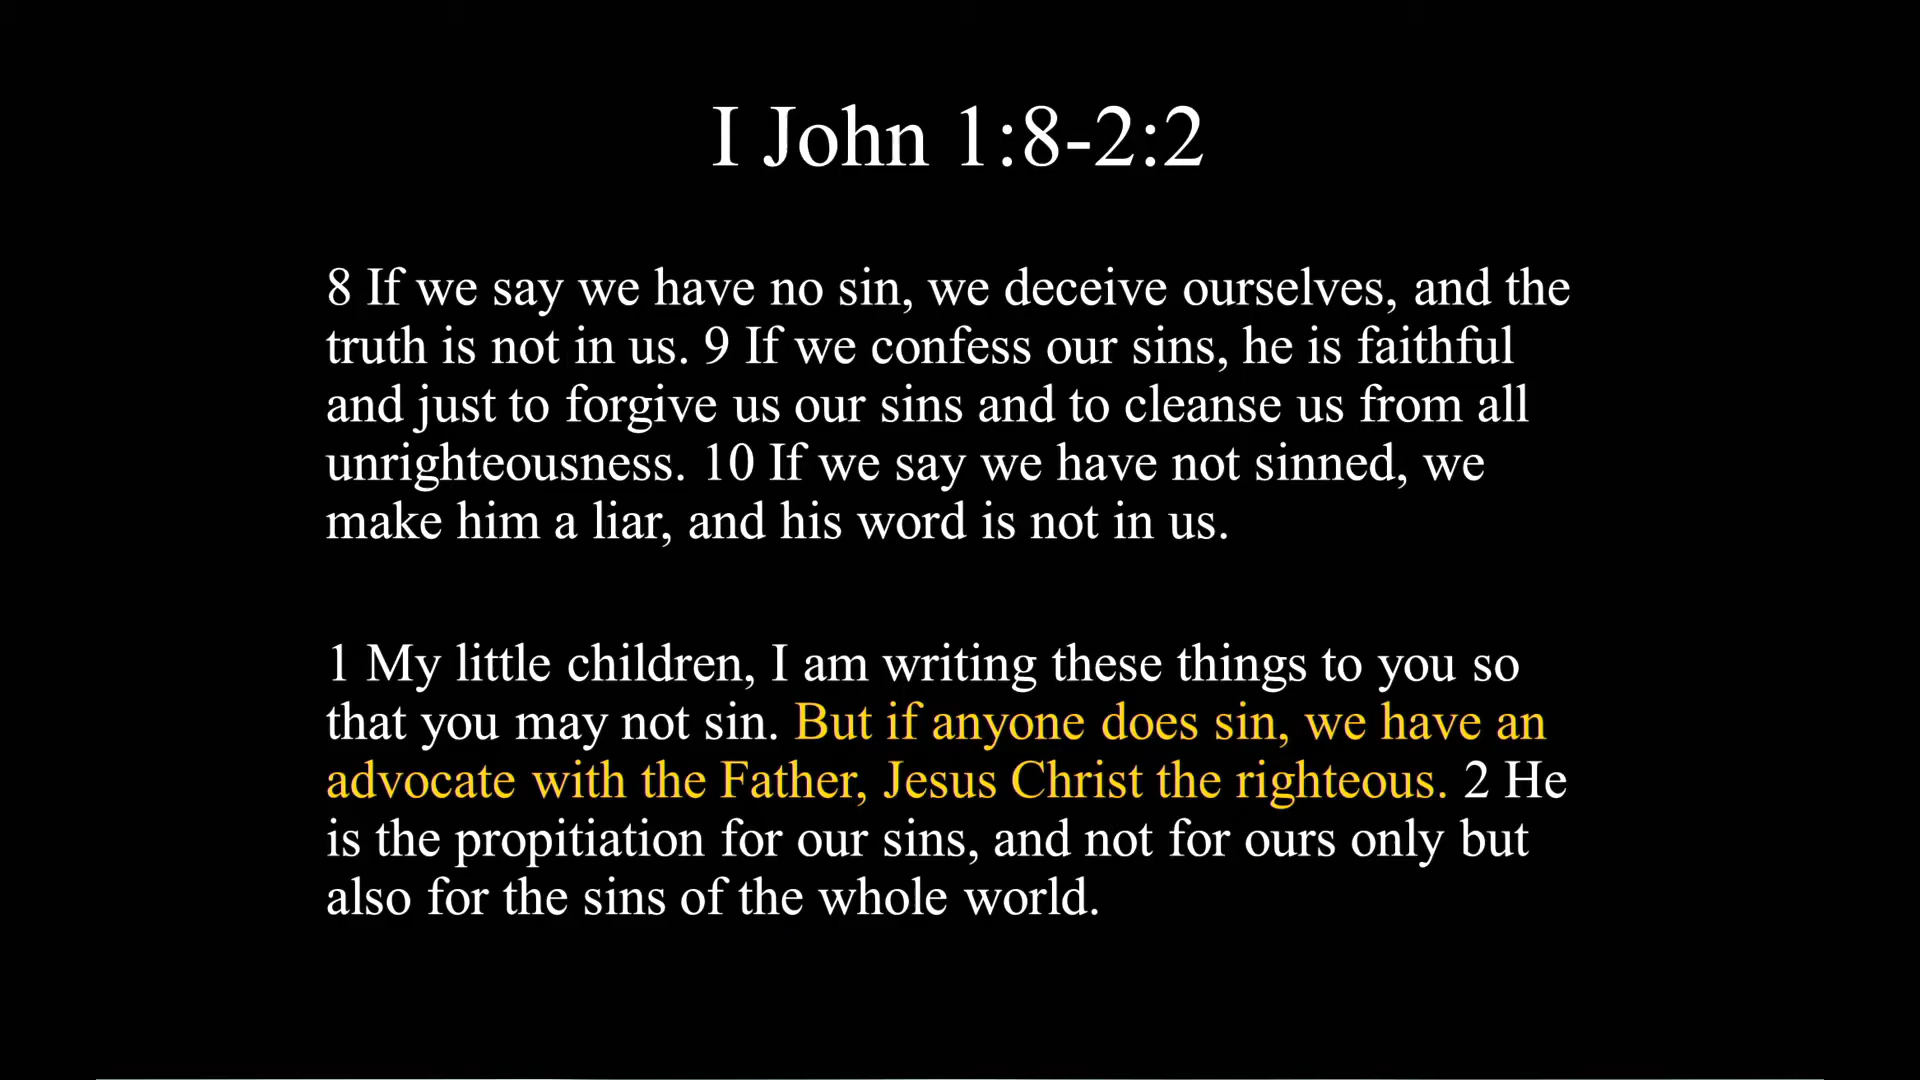 I John 1:8-2:2
8 If we say we have no sin, we deceive ourselves, and the
truth is not in us. 9 If we confess our sins, he is faithful
and just to forgive us our sins and to cleanse us from all
unrighteousness. 10 If we say we have not sinned, we
make him a liar, and his word is not in us.
1 My little children, I am writing these things to you so
that you may not sin. But if anyone does sin, we have an
advocate with the Father, Jesus Christ the righteous. 2 He
is the propitiation for our sins, and not for ours only but
also for the sins of the whole world.